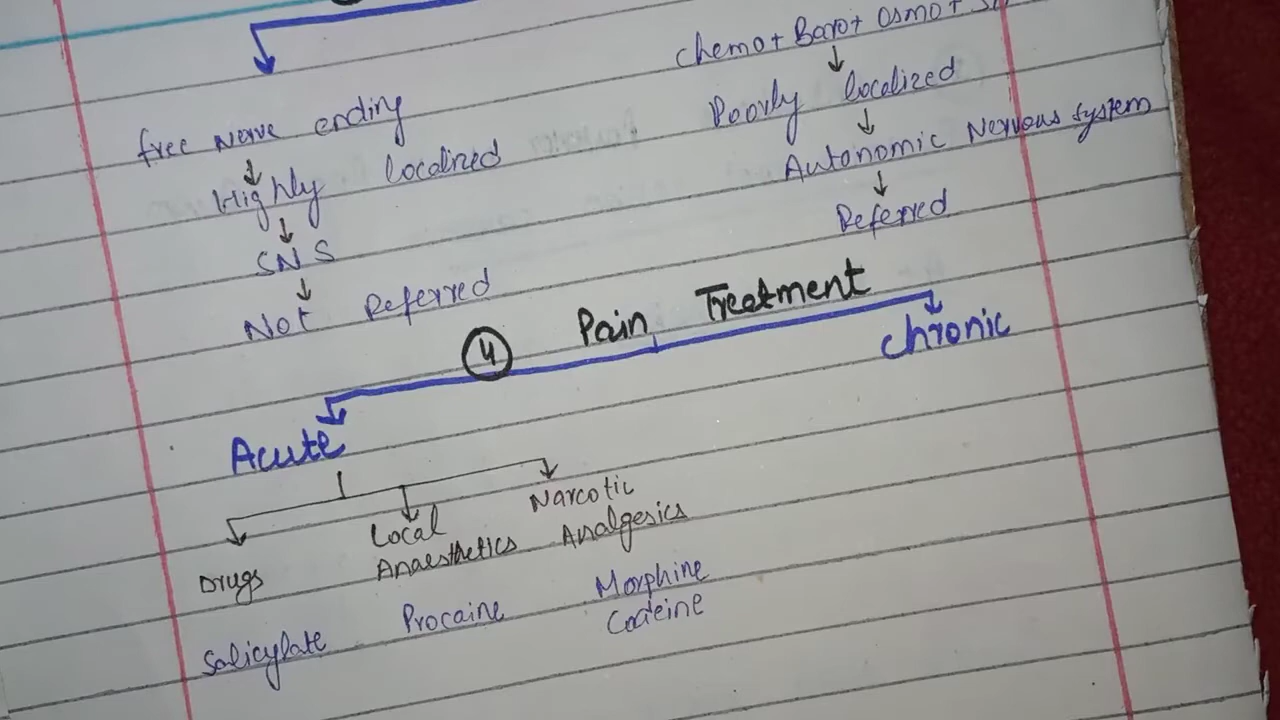 Chemo + Baro + Osmo +
Free Nerve ending
Poorly localized
Highly localized
Autonomic Nervous System
SNS
Referred
Not Referred
4 Pain Treatment
Chronic
Acute
Drugs
Local Anaesthetics
Narcotic Analgesics
Salicylate
Procaine
Morphine
Codeine